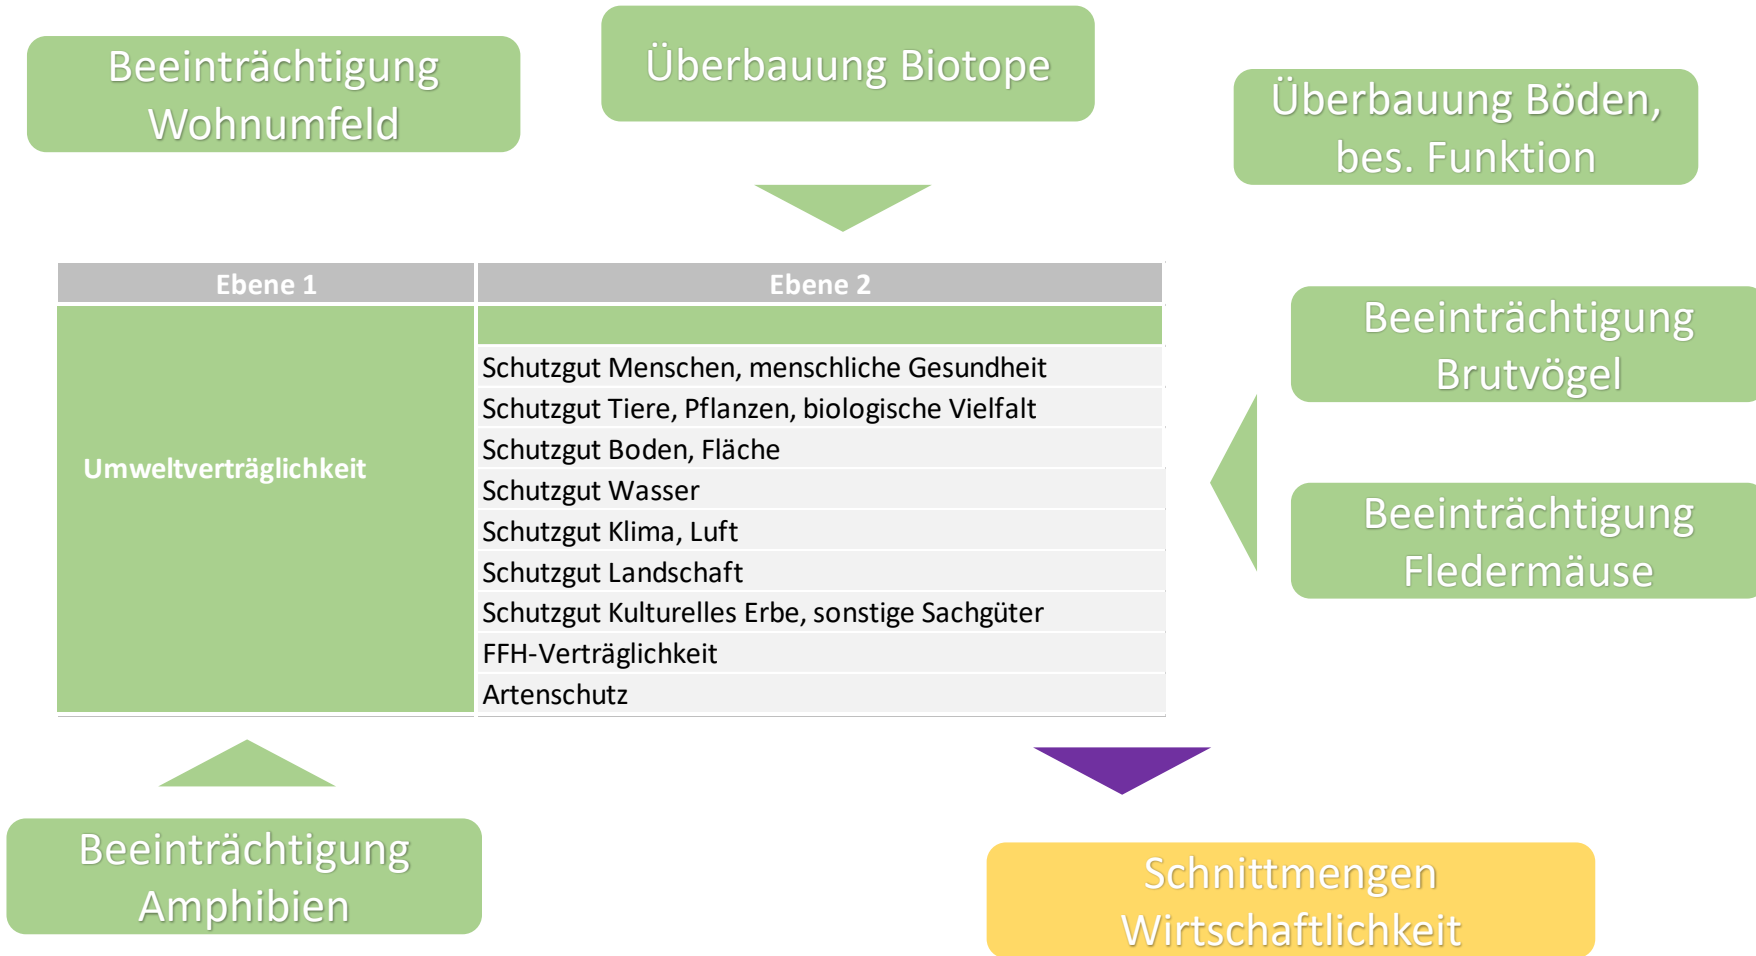 Beeinträchtigung
Wohnumfeld
Überbauung Biotope
Überbauung Böden,
bes. Funktion
Ebene 1
Ebene 2
Umweltverträglichkeit
Schutzgut Menschen, menschliche Gesundheit
Schutzgut Tiere, Pflanzen, biologische Vielfalt
Schutzgut Boden, Fläche
Schutzgut Wasser
Schutzgut Klima, Luft
Schutzgut Landschaft
Schutzgut Kulturelles Erbe, sonstige Sachgüter
FFH-Verträglichkeit
Artenschutz
Beeinträchtigung
Brutvögel
Beeinträchtigung
Fledermäuse
Beeinträchtigung
Amphibien
Schnittmengen
Wirtschaftlichkeit